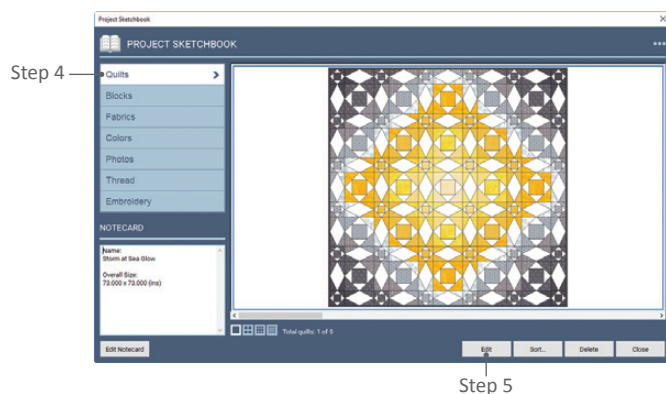 Project Sketchbook
PROJECT SKETCHBOOK
Step 4
Quilts
Blocks
Fabrics
Colors
Photos
Thread
Embroidery
NOTECARD
Name:
Storm at Sea Glow
Overall Size:
73.000 x 73.000 (ins)
Total quilts: 1 of 5
Edit Notecard
Edit
Sort...
Delete
Close
Step 5